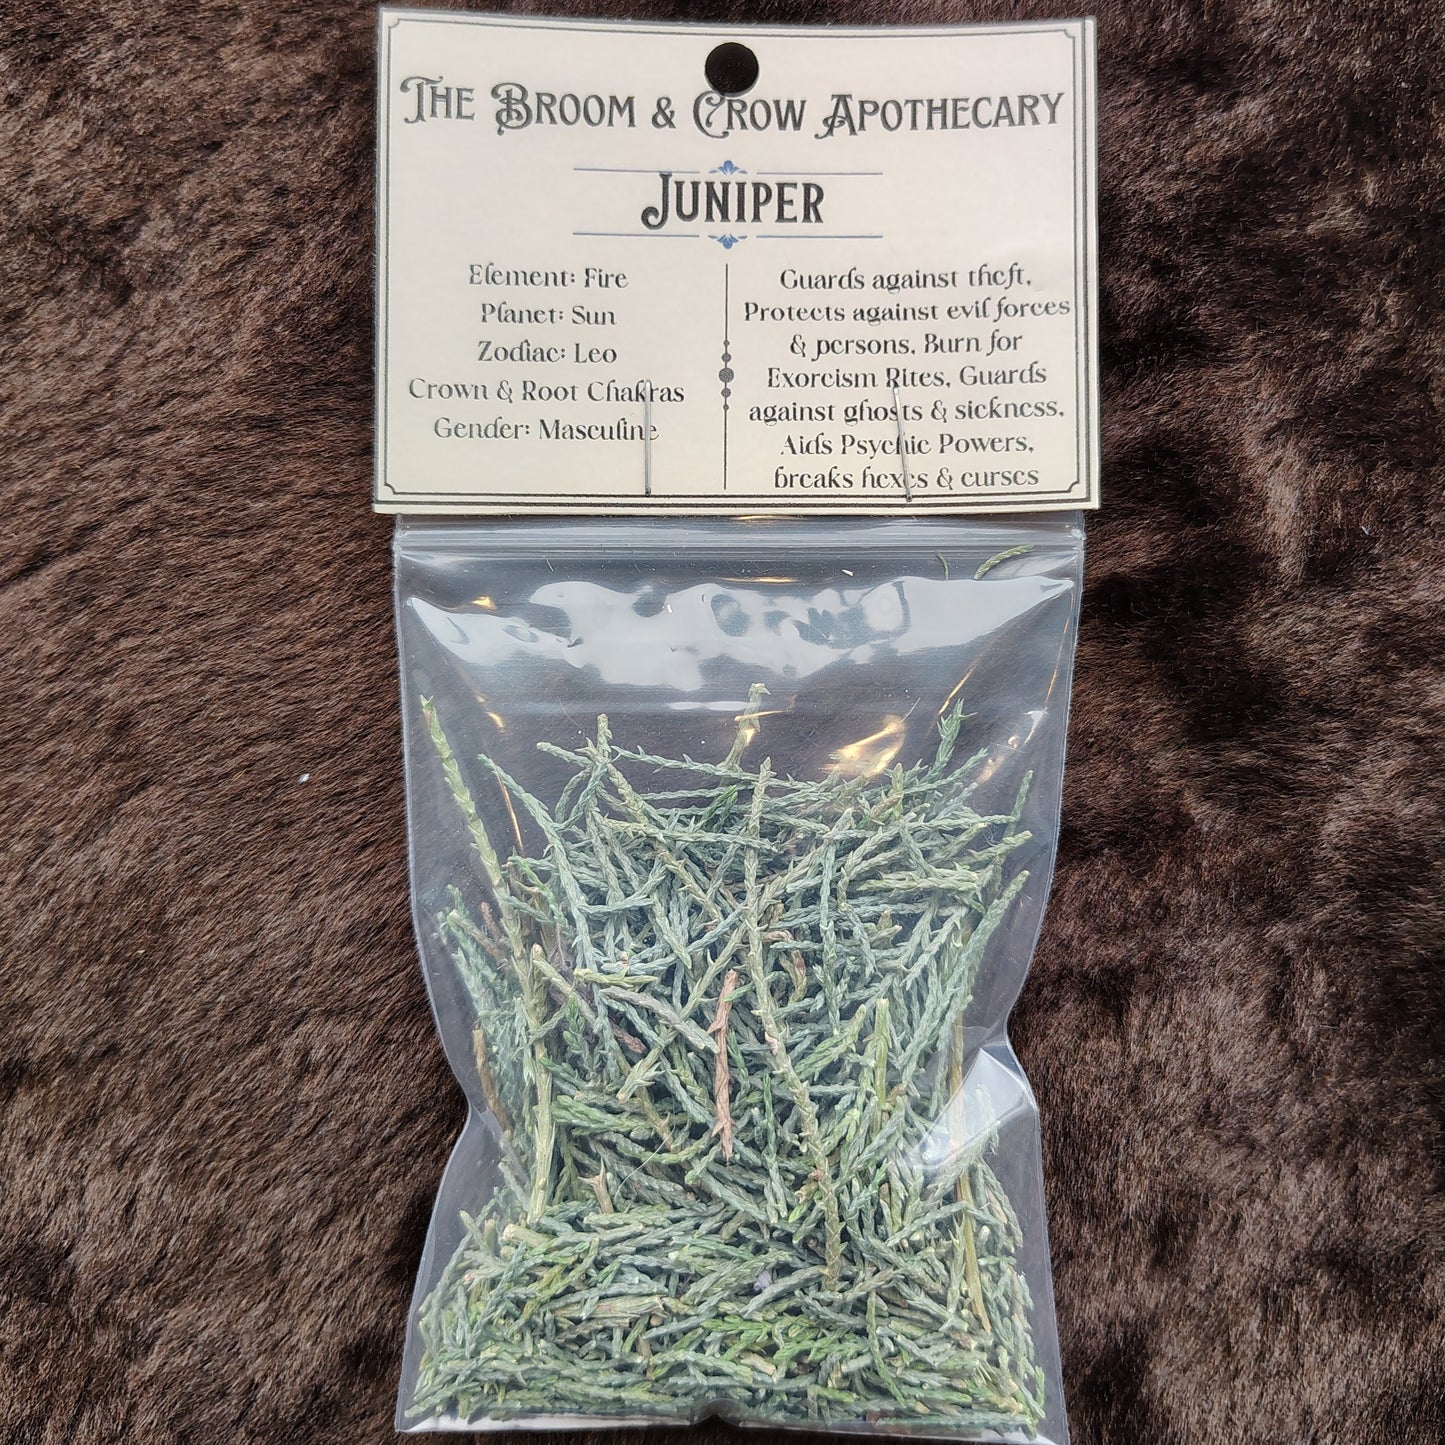 The Broom & Crow Apothecary
Juniper
Element: Fire
Planet: Sun
Zodiac: Leo
Crown & Root Chakras
Gender: Masculine
Guards against theft,
Protects against evil forces
& persons, Burn for
Exorcism Rites, Guards
against ghosts & sickness,
Aids Psychic Powers,
breaks hexes & curses